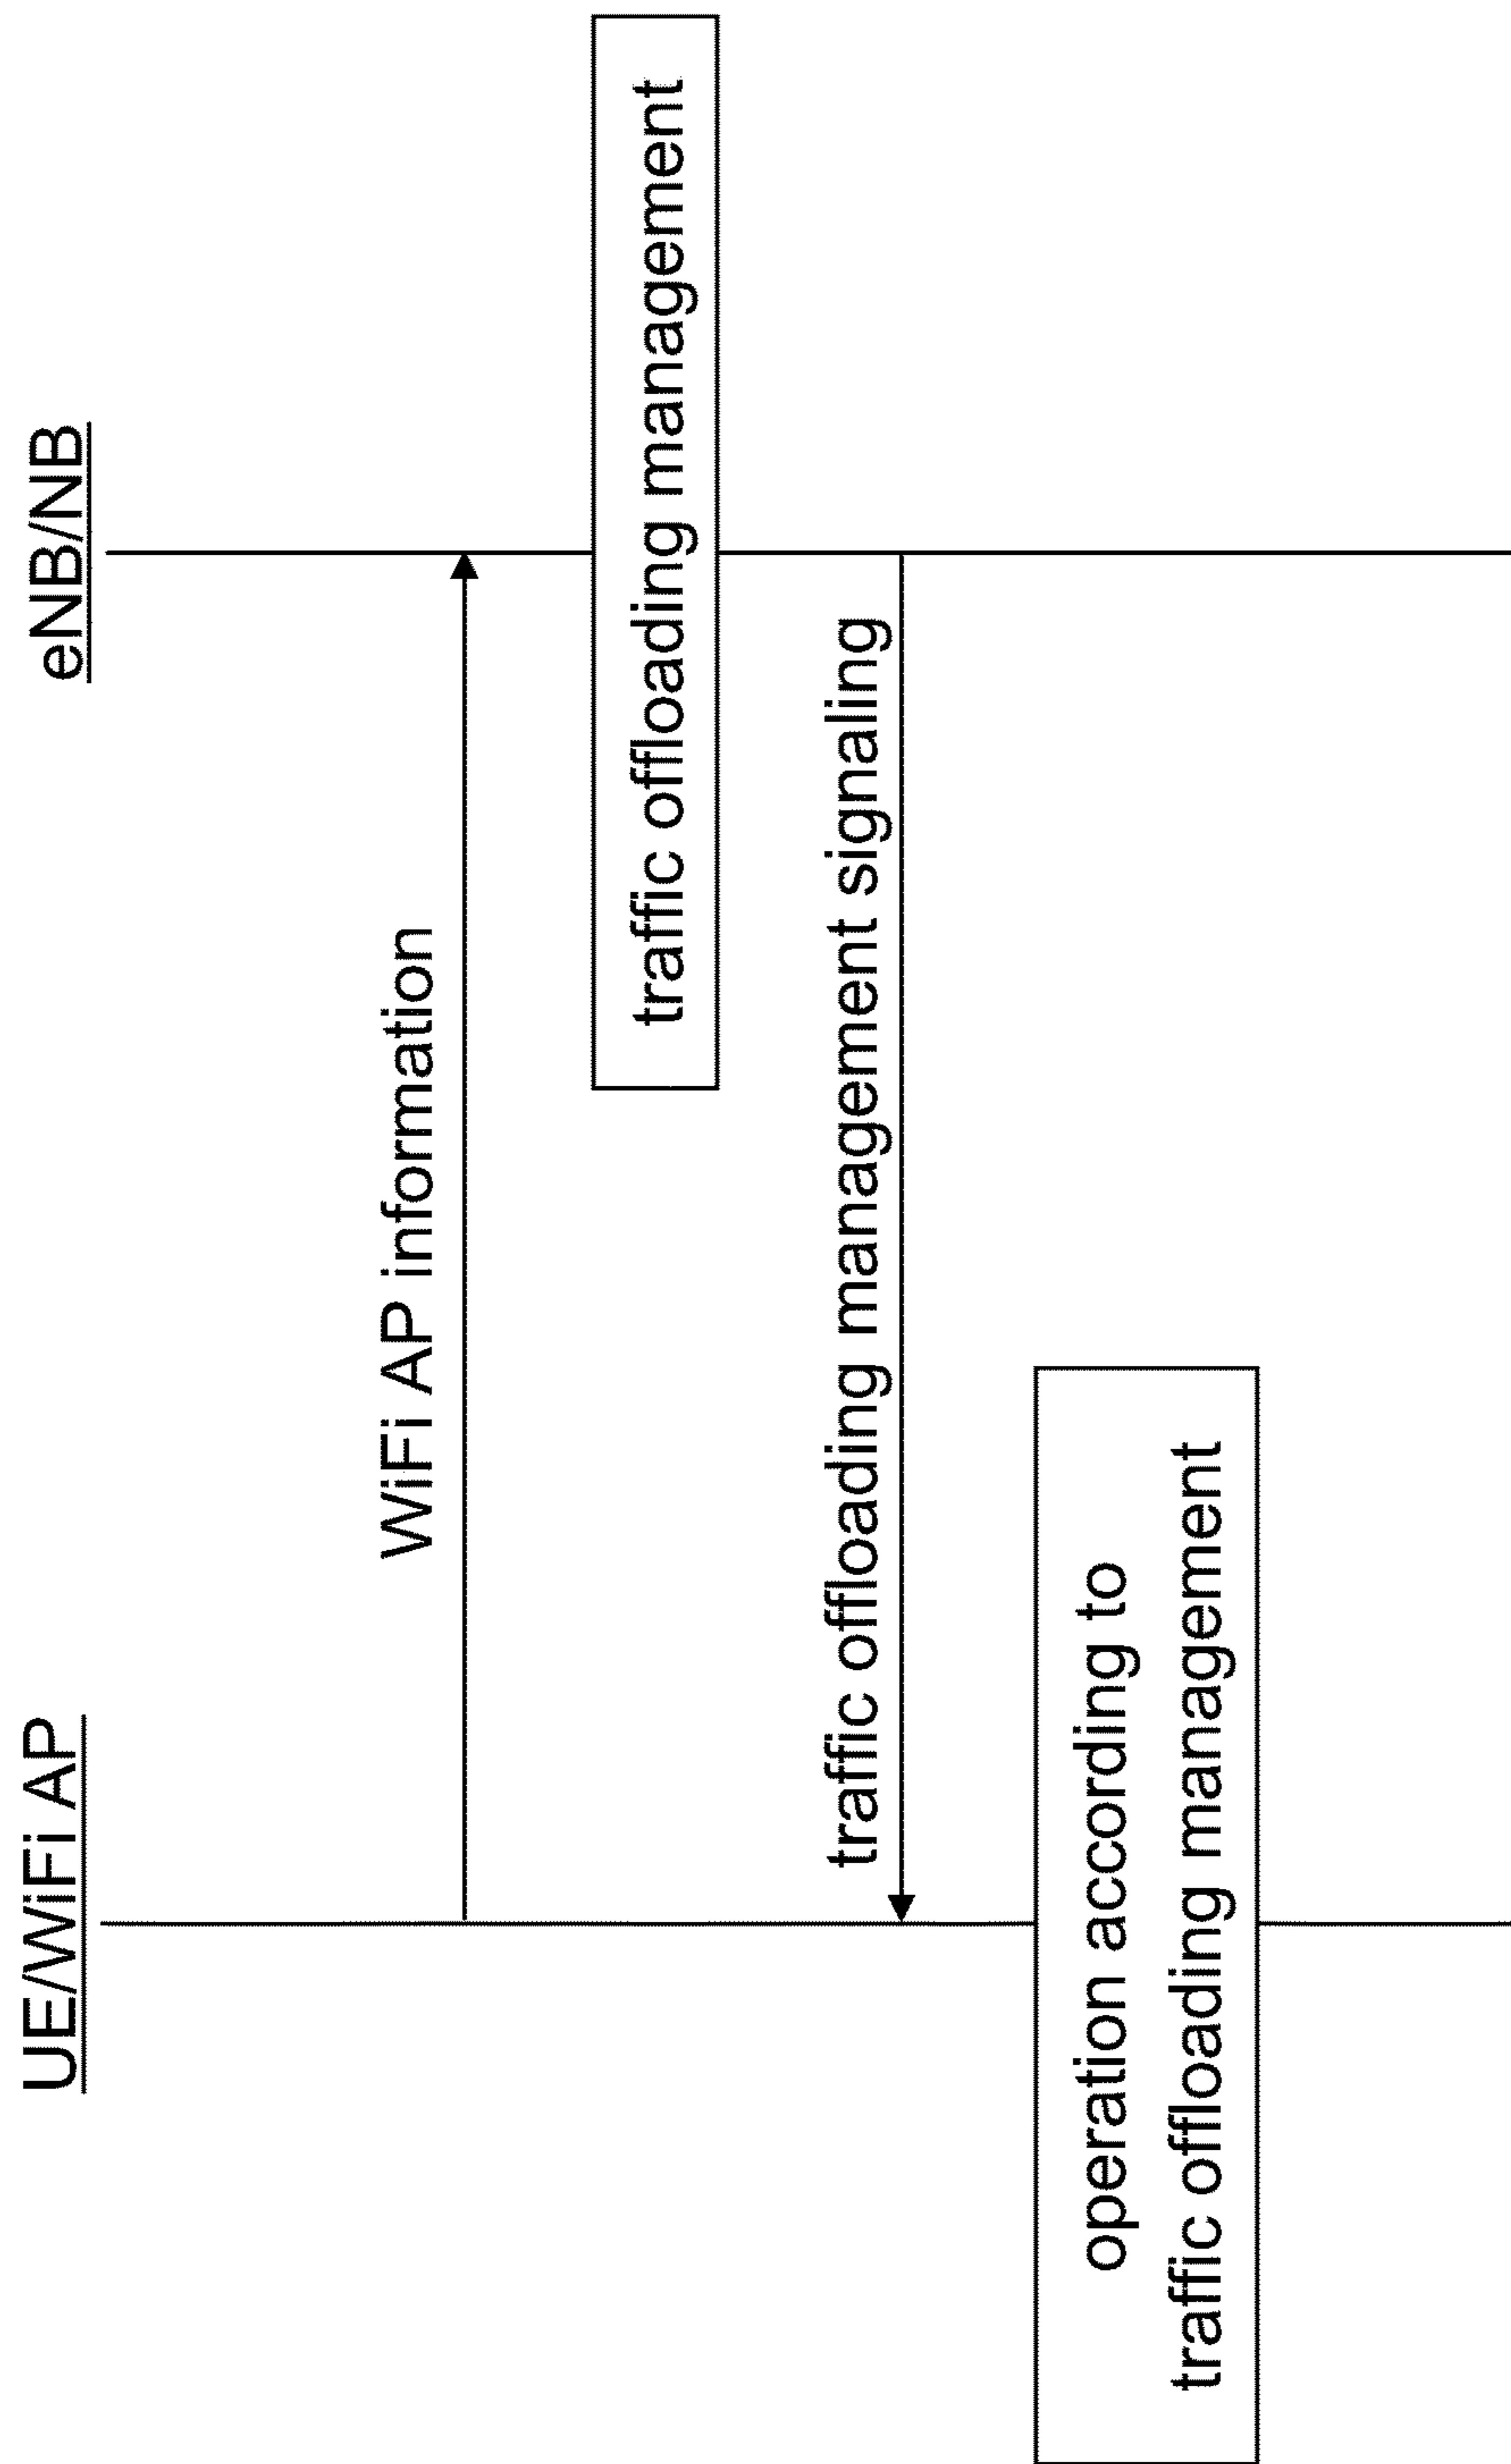 UE/WiFi AP
eNB/NB
WiFi AP information
traffic offloading management
traffic offloading management signaling
operation according to
traffic offloading management